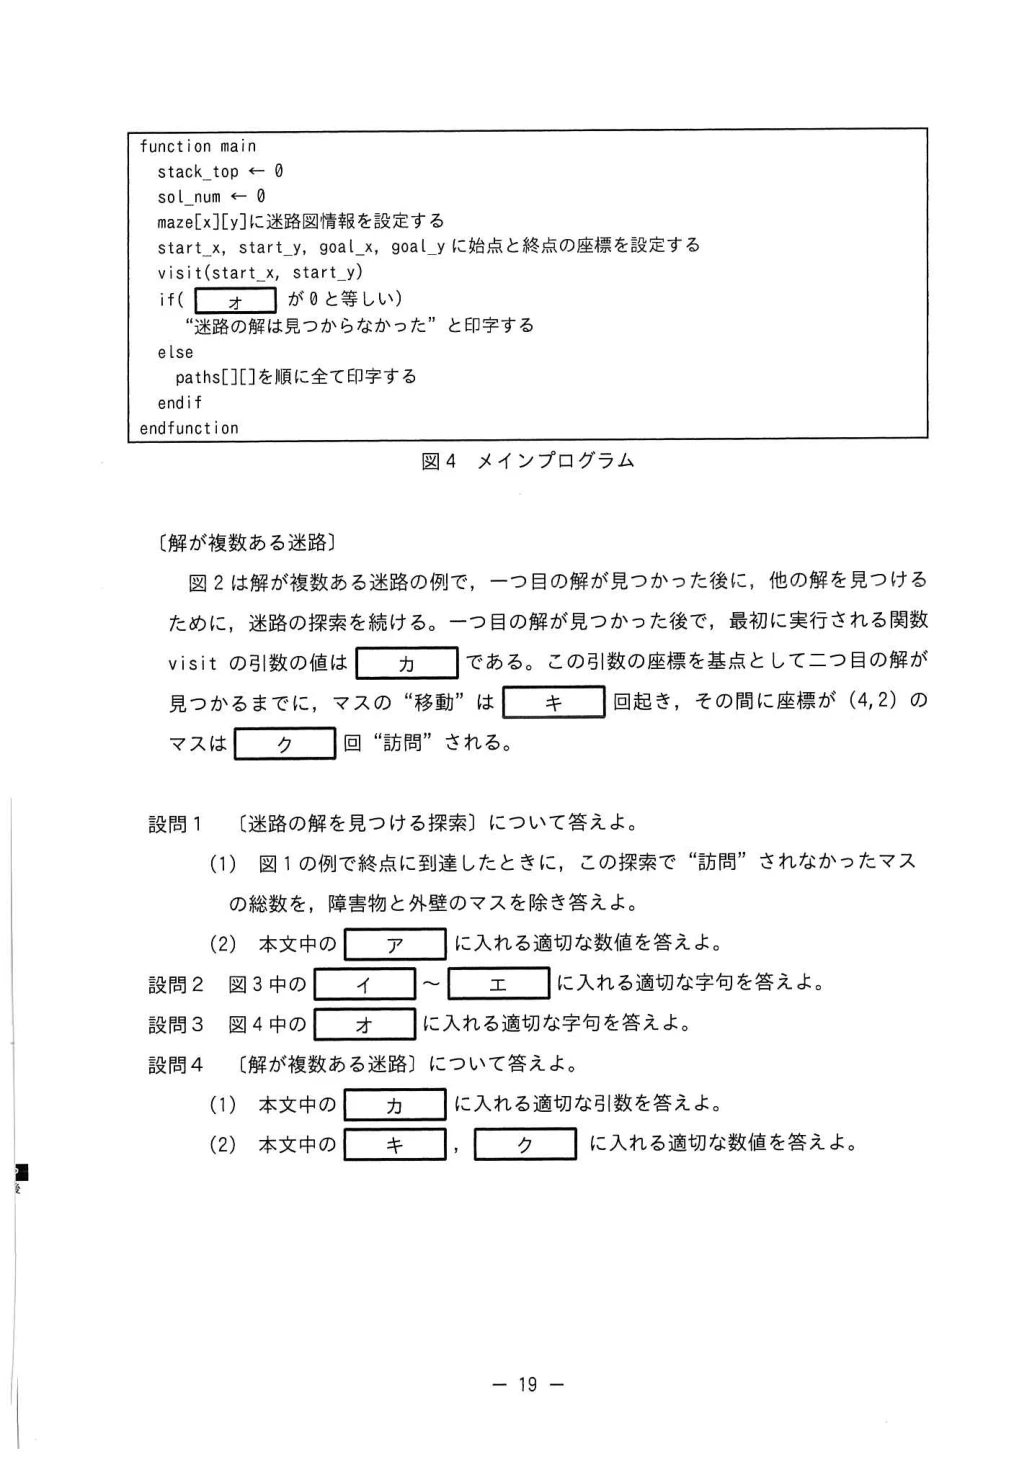 function main
stack_top ← 0
sol_num ← 0
maze[x][y]に迷路図情報を設定する
start_x, start_y, goal_x, goal_y に始点と終点の座標を設定する
visit(start_x, start_y)
if( オ が 0 と等しい)
“迷路の解は見つからなかった” と印字する
else
paths[][]を順に全て印字する
endif
endfunction
図4 メインプログラム
〔解が複数ある迷路〕
図2は解が複数ある迷路の例で，一つ目の解が見つかった後に，他の解を見つける
ために，迷路の探索を続ける。一つ目の解が見つかった後で，最初に実行される関数
visit の引数の値は カ である。この引数の座標を基点として二つ目の解が
見つかるまでに，マスの“移動”は キ 回起き，その間に座標が（4,2）の
マスは ク 回“訪問”される。
設問1 〔迷路の解を見つける探索〕について答えよ。
(1) 図1の例で終点に到達したときに，この探索で“訪問”されなかったマス
の総数を，障害物と外壁のマスを除き答えよ。
(2) 本文中の ア に入れる適切な数値を答えよ。
設問2 図3中の イ ～ エ に入れる適切な字句を答えよ。
設問3 図4中の オ に入れる適切な字句を答えよ。
設問4 〔解が複数ある迷路〕について答えよ。
(1) 本文中の カ に入れる適切な引数を答えよ。
(2) 本文中の キ ， ク に入れる適切な数値を答えよ。
― 19 ―